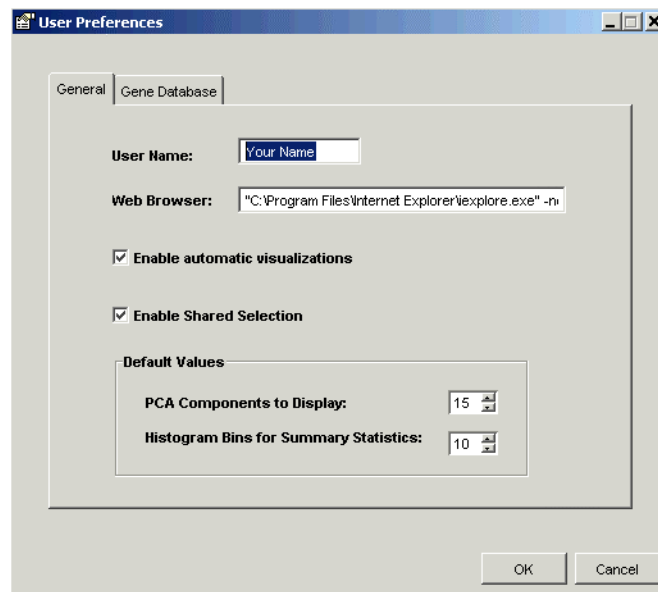 User Preferences
General
Gene Database
User Name:
Your Name
Web Browser:
"C:\Program Files\Internet Explorer\iexplore.exe"
Enable automatic visualizations
Enable Shared Selection
Default Values
PCA Components to Display:
15
Histogram Bins for Summary Statistics:
10
OK
Cancel